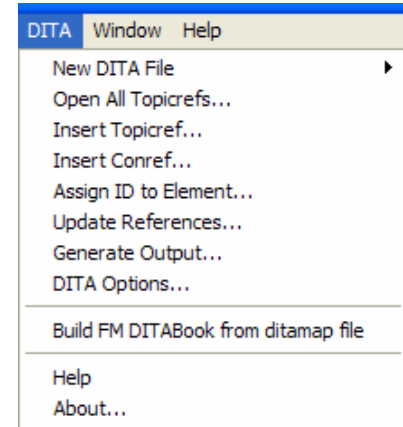 DITA Window Help
New DITA File
Open All Topicrefs...
Insert Topicref...
Insert Conref...
Assign ID to Element...
Update References...
Generate Output...
DITA Options...
Build FM DITABook from ditamap file
Help
About...